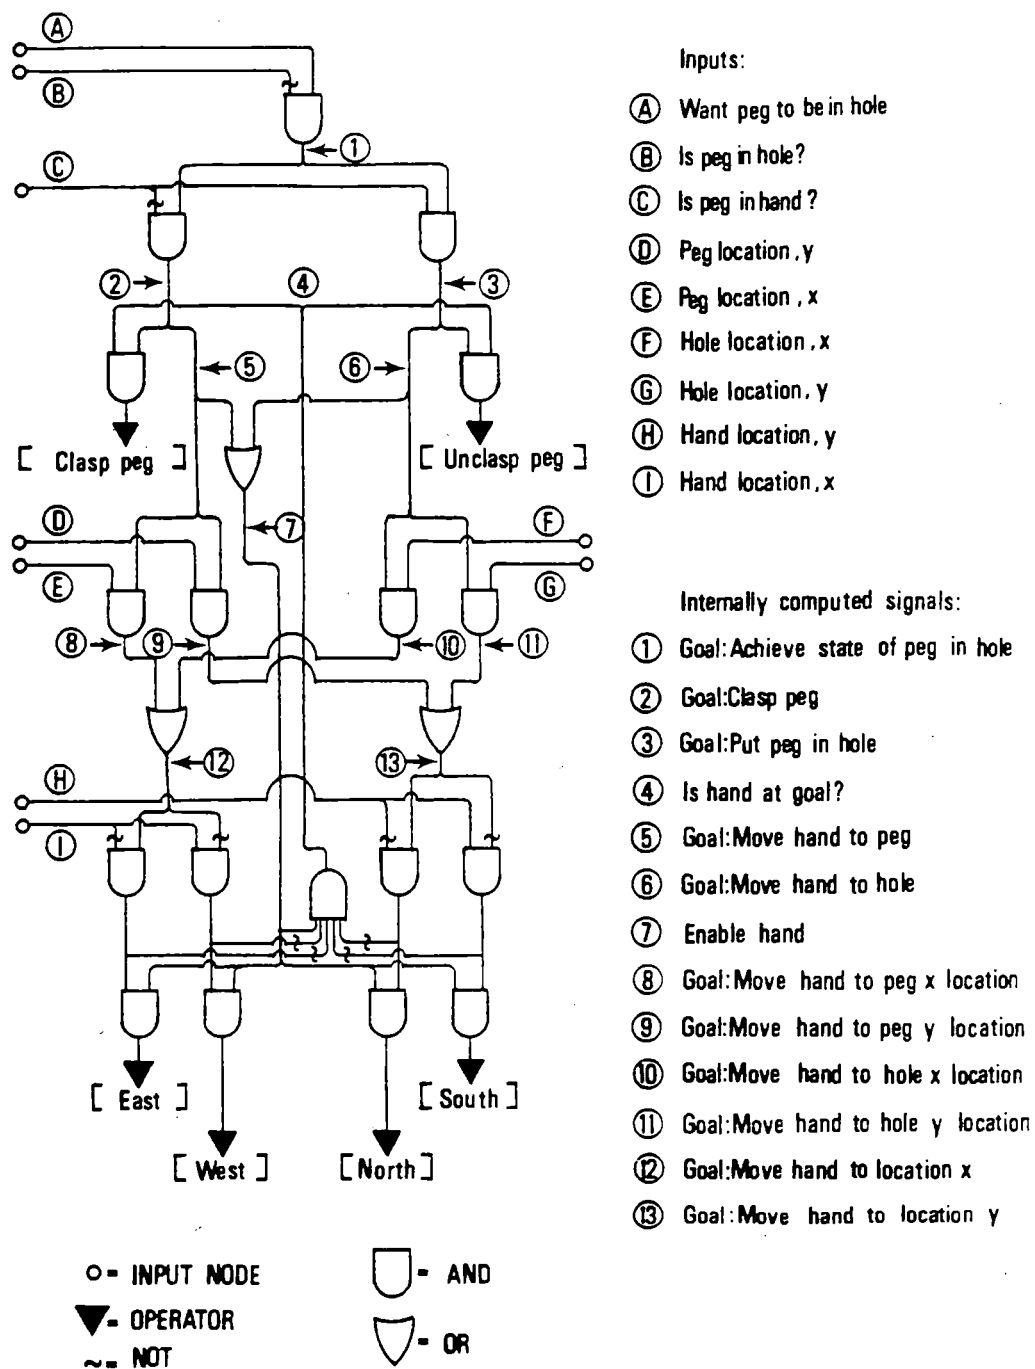 A
~
B
1
C
~
2
4
3
5
6
[ Clasp peg ]
[ Unclasp peg ]
D
7
F
E
G
8
9
10
11
12
13
H
~
~
~
~
I
~
~
~
~
[ East ]
[ South ]
[ West ]
[ North ]
o = INPUT NODE
= AND
= OPERATOR
~ = NOT
= OR
Inputs:
A Want peg to be in hole
B Is peg in hole?
C Is peg in hand?
D Peg location, y
E Peg location, x
F Hole location, x
G Hole location, y
H Hand location, y
I Hand location, x
Internally computed signals:
1 Goal:Achieve state of peg in hole
2 Goal:Clasp peg
3 Goal:Put peg in hole
4 Is hand at goal?
5 Goal:Move hand to peg
6 Goal:Move hand to hole
7 Enable hand
8 Goal:Move hand to peg x location
9 Goal:Move hand to peg y location
10 Goal:Move hand to hole x location
11 Goal:Move hand to hole y location
12 Goal:Move hand to location x
13 Goal:Move hand to location y